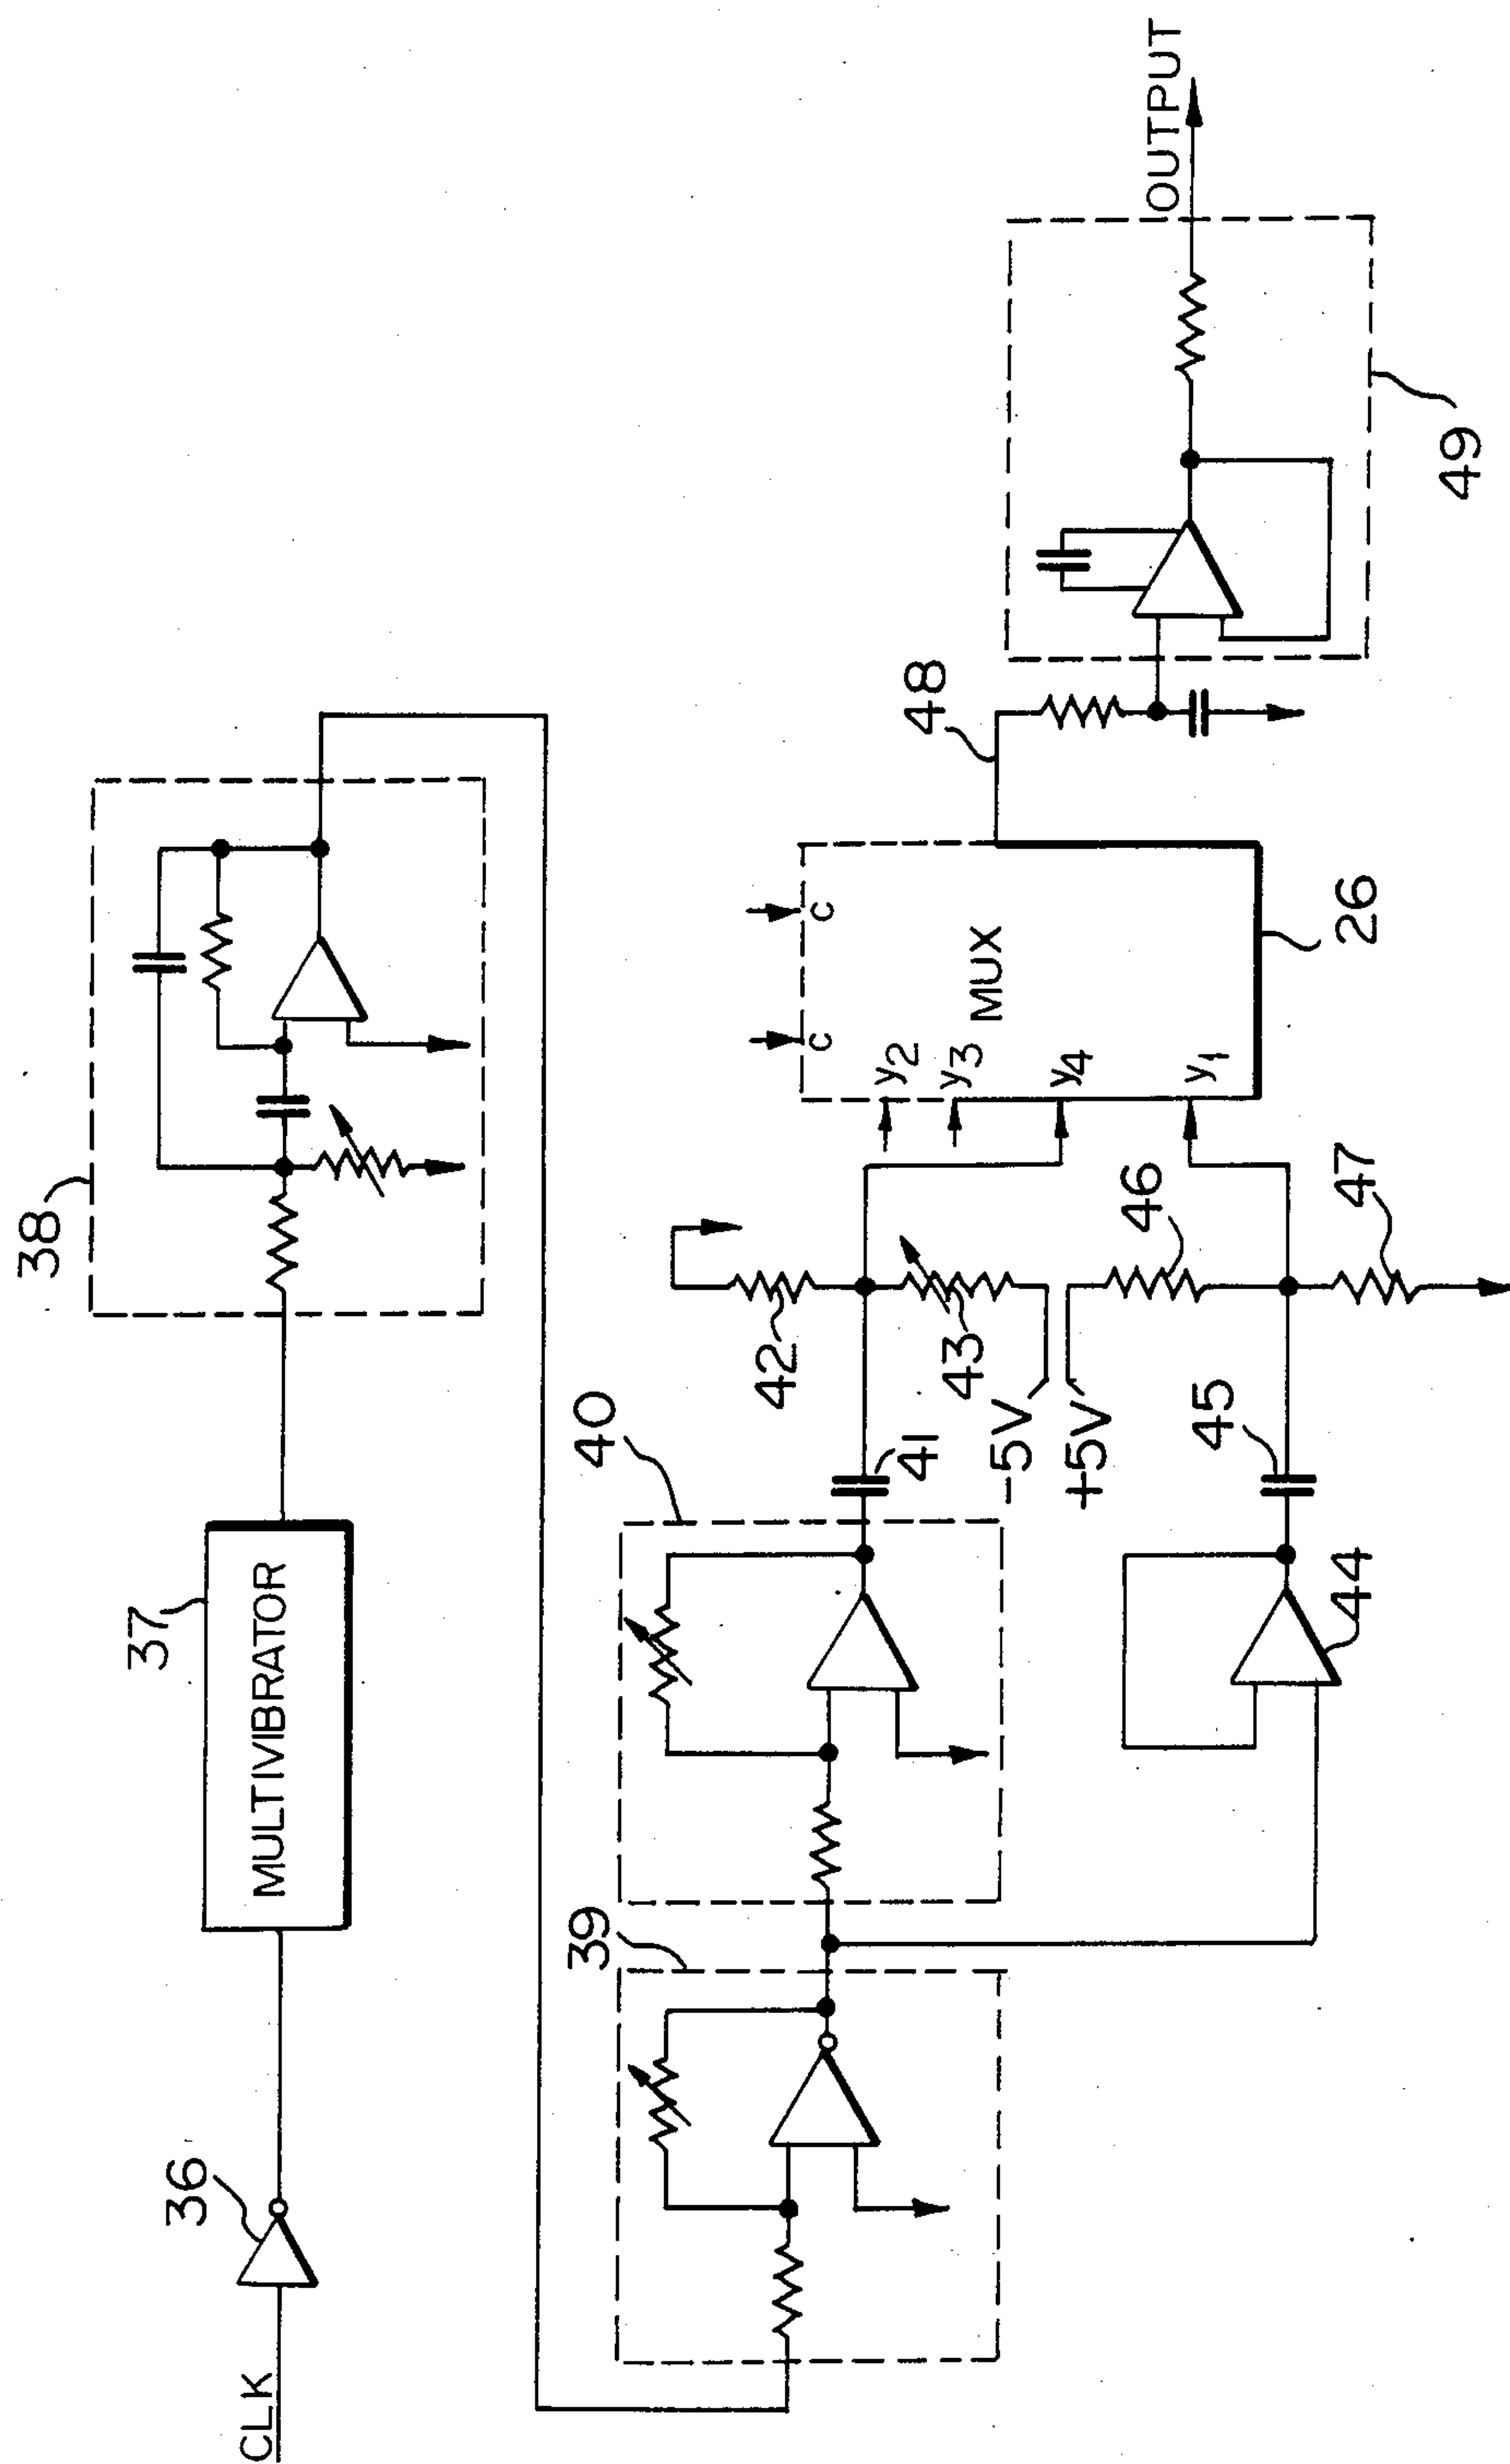 CLK
36
37
MULTIVIBRATOR
38
39
40
41
42
43
-5V
+5V
44
45
46
47
y2
y3
y4
y1
c
c
MUX
26
48
49
OUTPUT